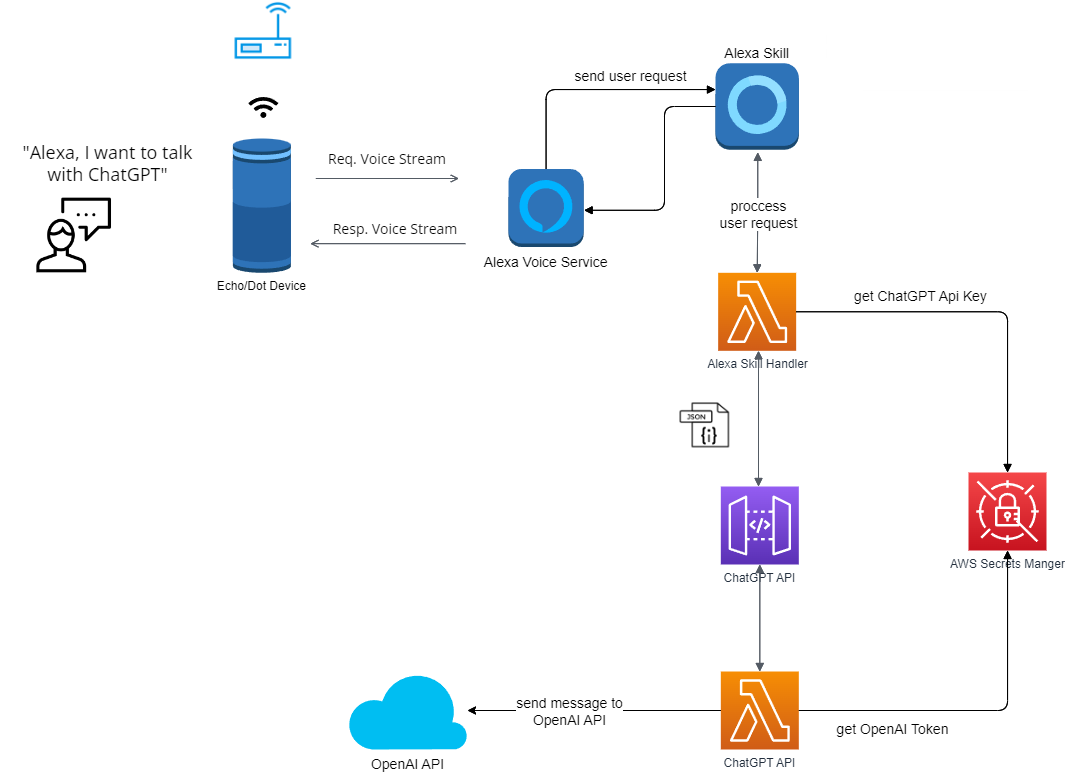 Alexa Skill
send user request
"Alexa, I want to talk
with ChatGPT"
Req. Voice Stream
Resp. Voice Stream
Echo/Dot Device
Alexa Voice Service
proccess
user request
get ChatGPT Api Key
Alexa Skill Handler
JSON
{i}
</>
ChatGPT API
AWS Secrets Manger
send message to
OpenAI API
get OpenAI Token
OpenAI API
ChatGPT API